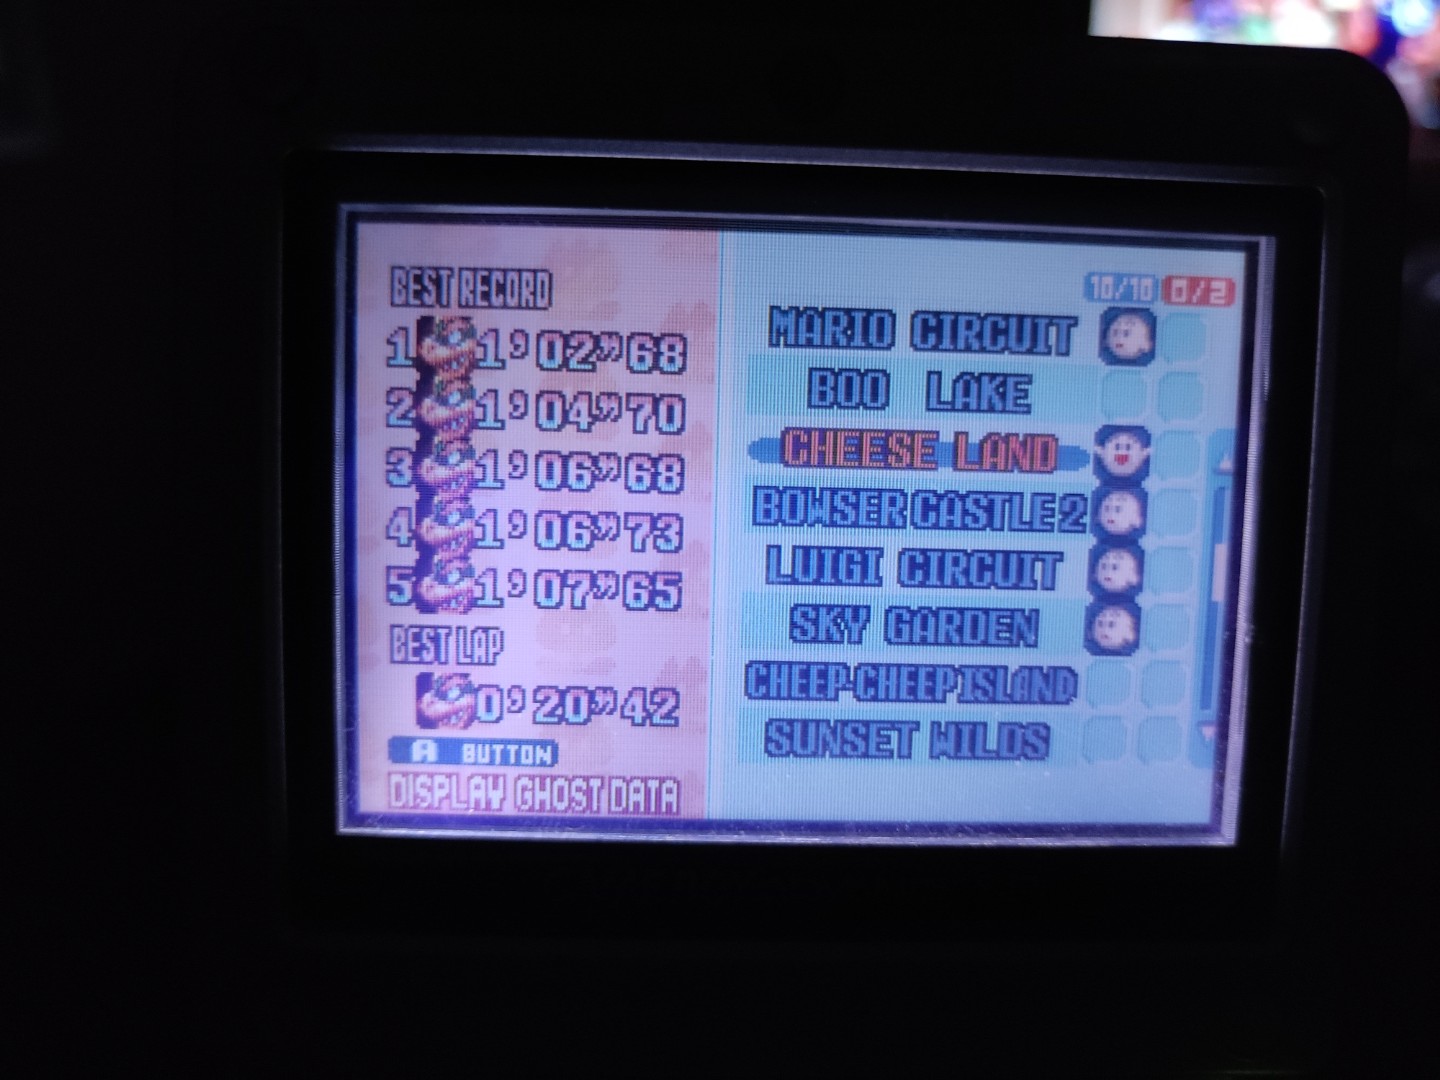 BEST RECORD
1 1'02"68
2 1'04"70
3 1'06"68
4 1'06"73
5 1'07"65
BEST LAP
0'20"42
A BUTTON
DISPLAY GHOST DATA
10/10 0/2
MARIO CIRCUIT
BOO LAKE
CHEESE LAND
BOWSER CASTLE 2
LUIGI CIRCUIT
SKY GARDEN
CHEEP-CHEEP ISLAND
SUNSET WILDS